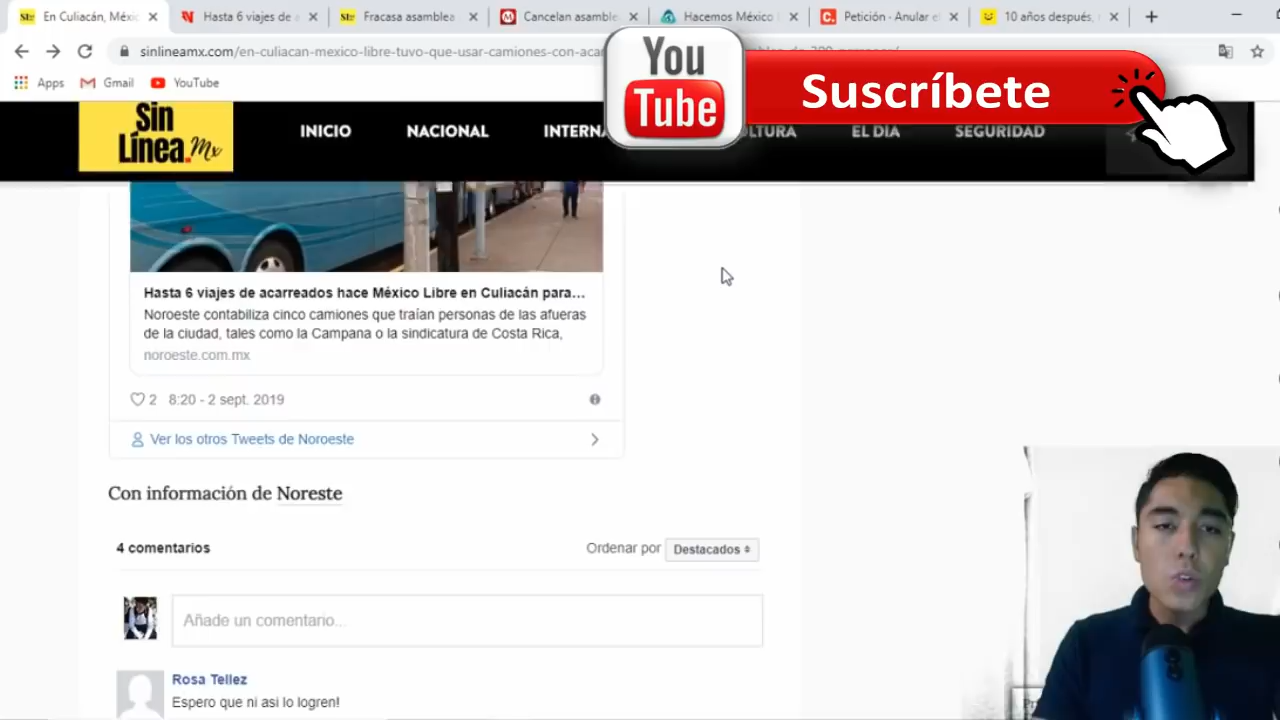 En Culiacán, Méxic
Hasta 6 viajes de a
Fracasa asamblea
Cancelan asamble
Hacemos México
Petición · Anular e
10 años después,
sinlineamx.com/en-culiacan-mexico-libre-tuvo-que-usar-camiones-con-acar
Apps
Gmail
YouTube
You
Tube
Suscríbete
Sin
Línea.Mx
INICIO
NACIONAL
INTERNA
LTURA
EL DÍA
SEGURIDAD
Hasta 6 viajes de acarreados hace México Libre en Culiacán para...
Noroeste contabiliza cinco camiones que traían personas de las afueras
de la ciudad, tales como la Campana o la sindicatura de Costa Rica,
noroeste.com.mx
2 8:20 - 2 sept. 2019
Ver los otros Tweets de Noroeste
Con información de Noreste
4 comentarios
Ordenar por Destacados
Añade un comentario...
Rosa Tellez
Espero que ni asi lo logren!